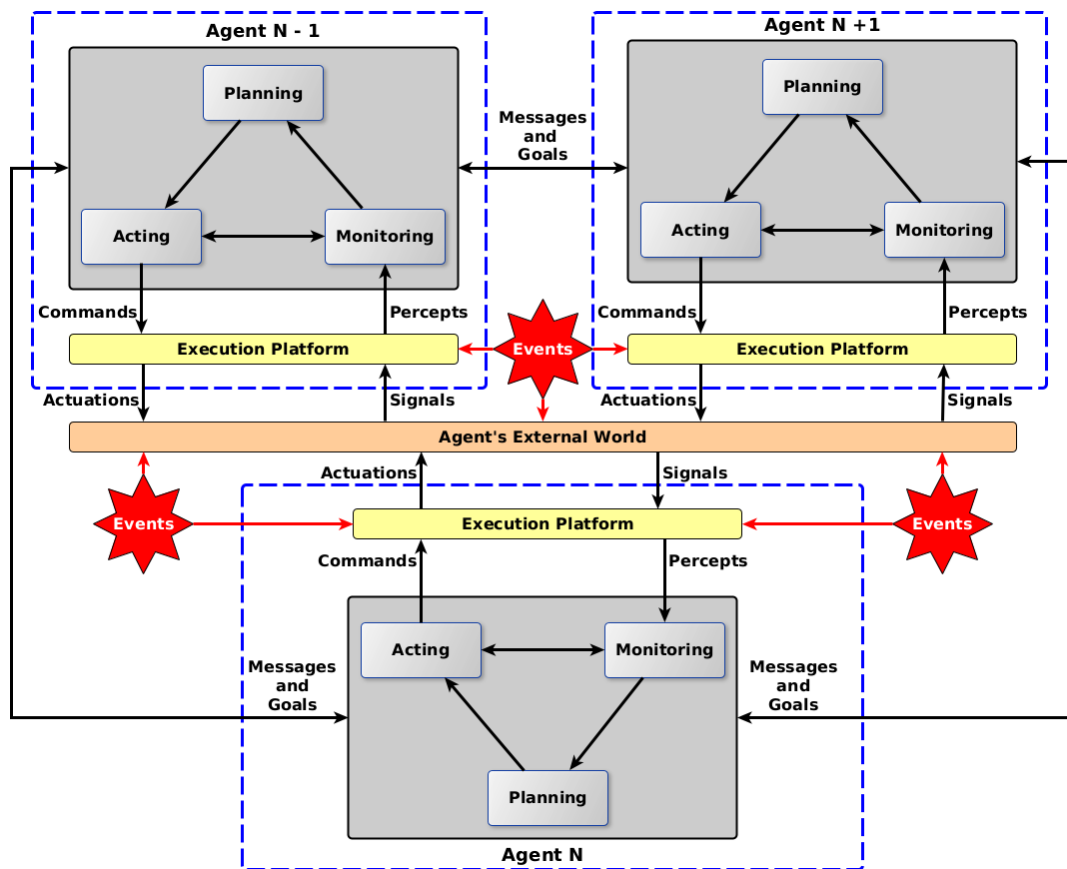 Agent N - 1
Agent N +1
Planning
Planning
Messages
and
Goals
Acting
Monitoring
Acting
Monitoring
Commands
Percepts
Commands
Percepts
Execution Platform
Events
Execution Platform
Actuations
Signals
Actuations
Signals
Agent's External World
Actuations
Signals
Events
Execution Platform
Events
Commands
Percepts
Acting
Monitoring
Messages
and
Goals
Messages
and
Goals
Planning
Agent N